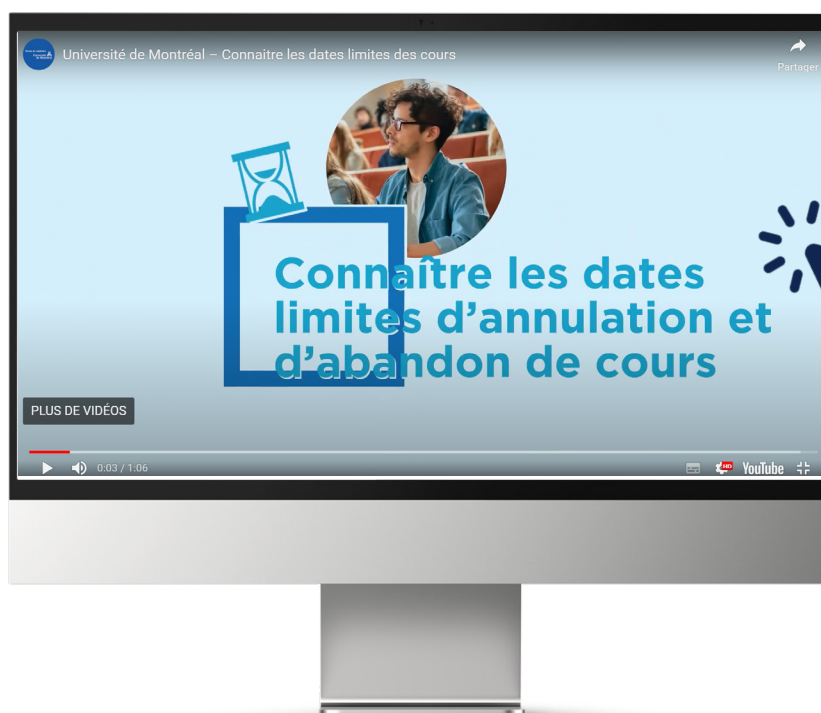 Université de Montréal – Connaitre les dates limites des cours
Partager
Connaître les dates
limites d'annulation et
d'abandon de cours
PLUS DE VIDÉOS
0:03 / 1:06
HD
YouTube